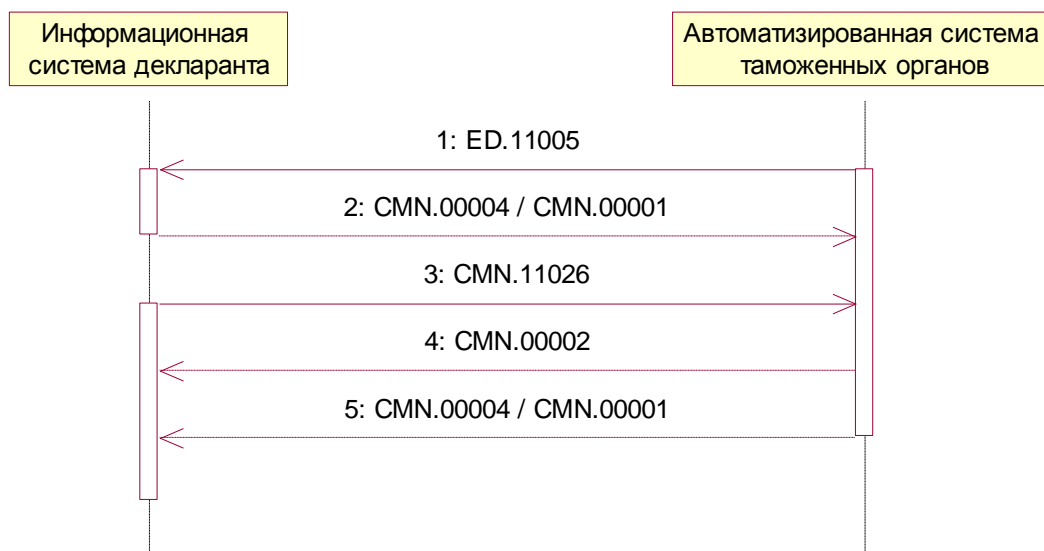 Информационная
система декларанта
Автоматизированная система
таможенных органов
1: ED.11005
2: CMN.00004 / CMN.00001
3: CMN.11026
4: CMN.00002
5: CMN.00004 / CMN.00001